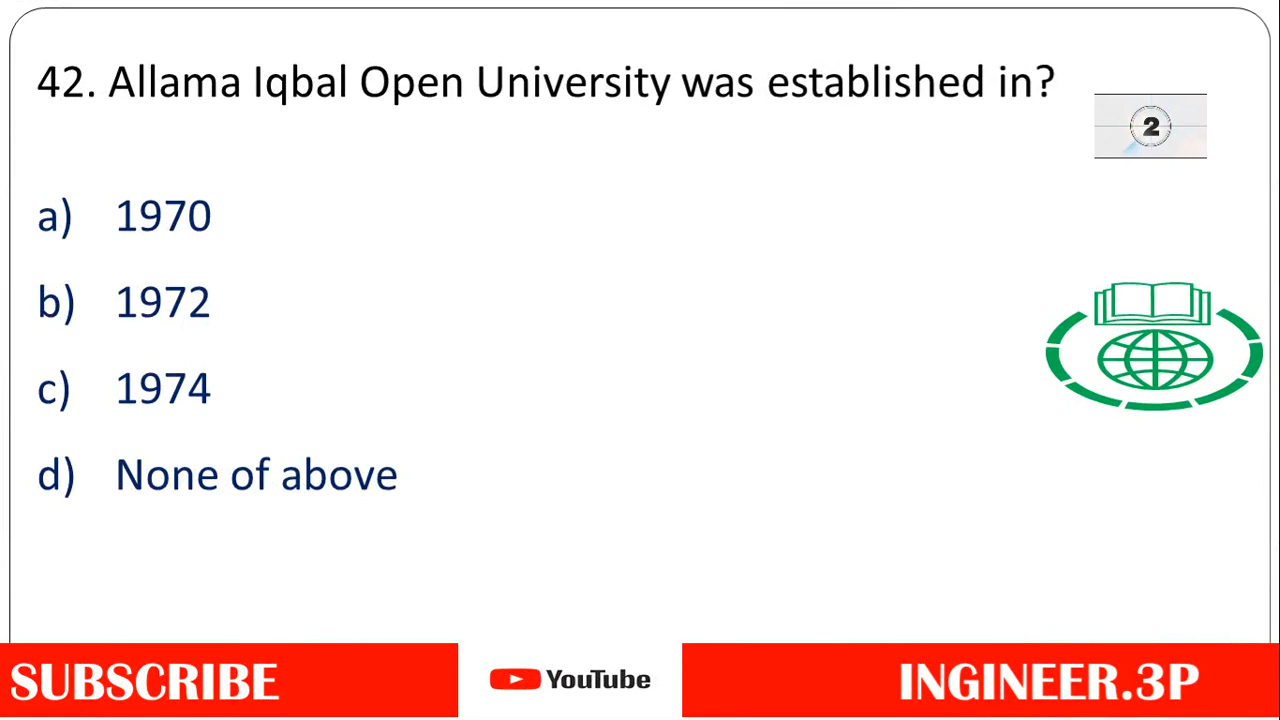 42. Allama Iqbal Open University was established in?
2
a) 1970
b) 1972
c) 1974
d) None of above
SUBSCRIBE
YouTube
INGINEER.3P